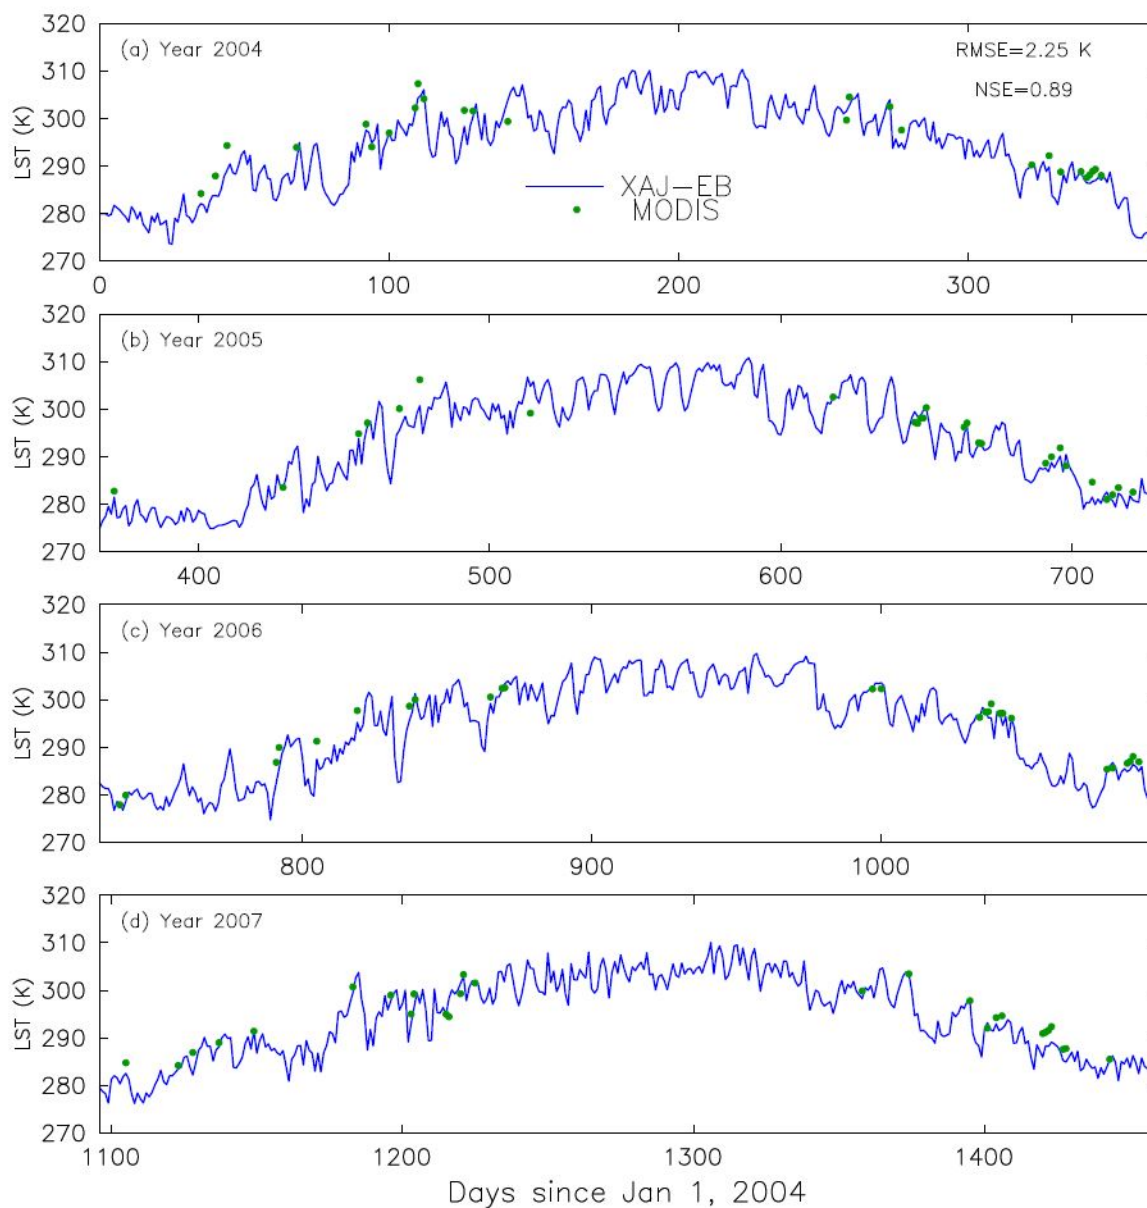 320
(a) Year 2004
RMSE=2.25 K
310
NSE=0.89
300
LST (K)
290
XAJ-EB
280
MODIS
270
0 100 200 300
320
(b) Year 2005
310
300
LST (K)
290
280
270
400 500 600 700
320
(c) Year 2006
310
300
LST (K)
290
280
270
800 900 1000
320
(d) Year 2007
310
300
LST (K)
290
280
270
1100 1200 1300 1400
Days since Jan 1, 2004